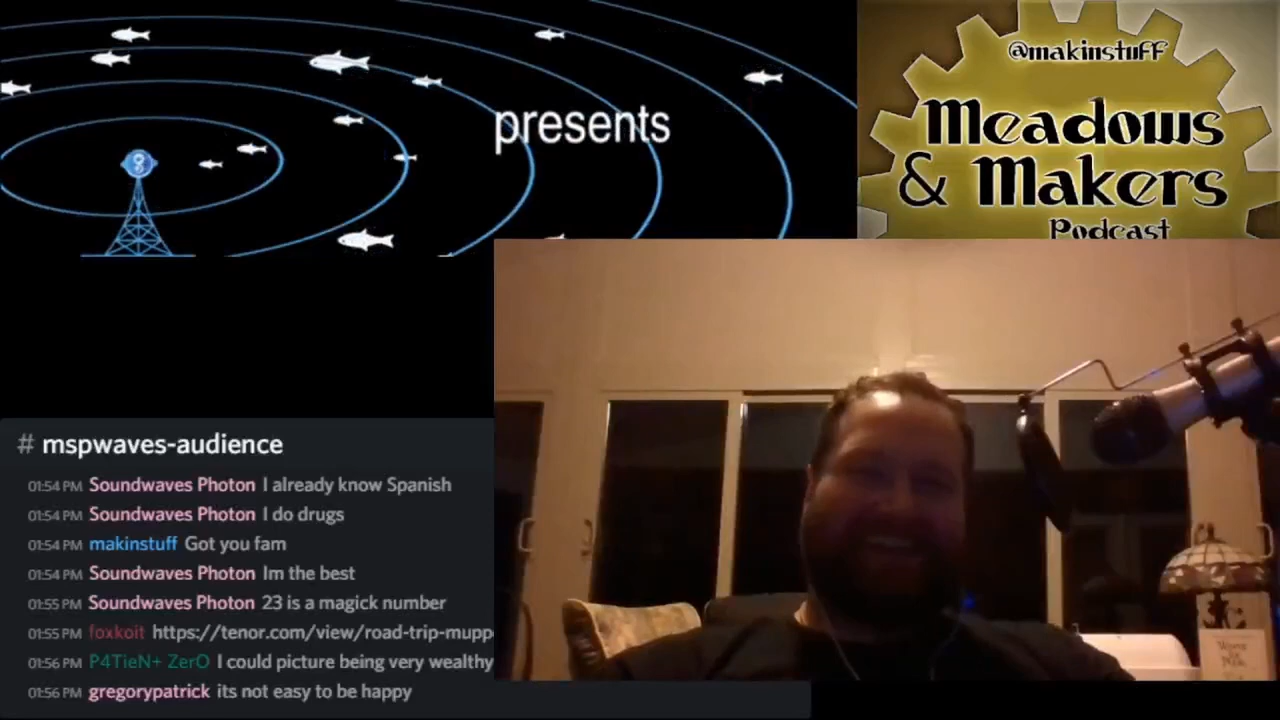 presents
@makinstuff
Meadows
& Makers
Podcast
# mspwaves-audience
01:54 PM Soundwaves Photon I already know Spanish
01:54 PM Soundwaves Photon I do drugs
01:54 PM makinstuff Got you fam
01:54 PM Soundwaves Photon Im the best
01:55 PM Soundwaves Photon 23 is a magick number
01:55 PM foxkoit https://tenor.com/view/road-trip-mupp
01:56 PM P4TieN+ ZerO I could picture being very wealthy
01:56 PM gregorypatrick its not easy to be happy